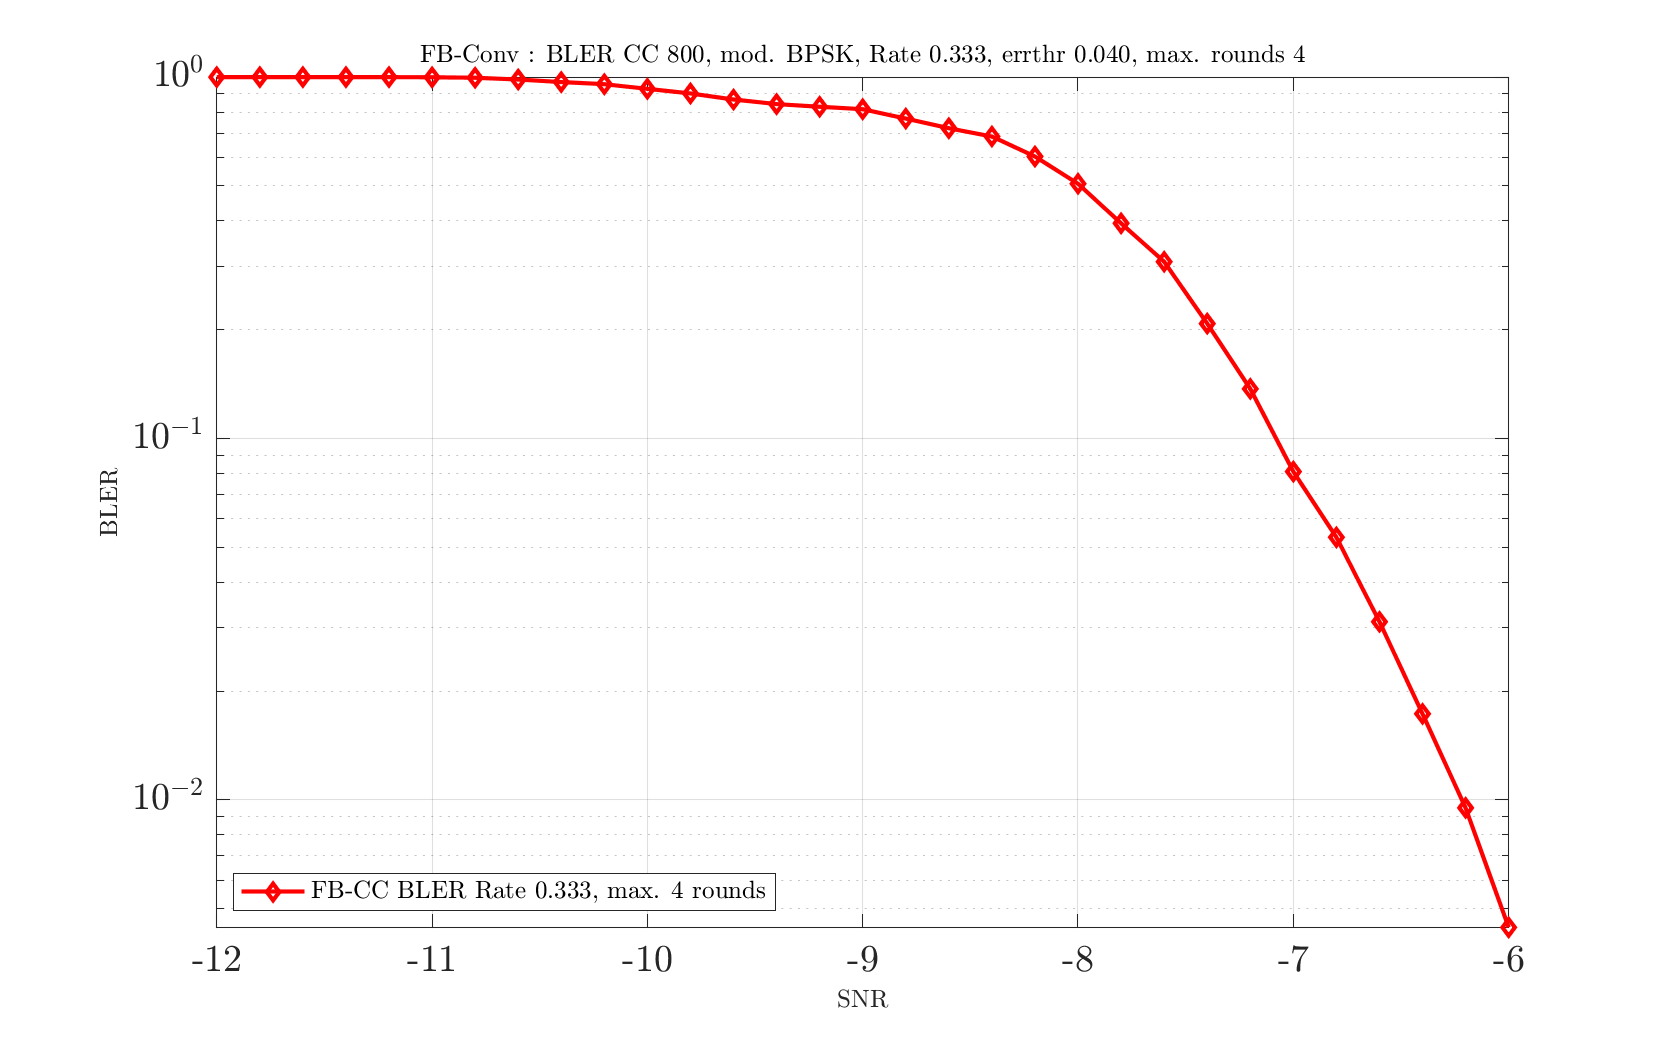 FB-Conv : BLER CC 800, mod. BPSK, Rate 0.333, errthr 0.040, max. rounds 4
10^0
10^-1
10^-2
BLER
FB-CC BLER Rate 0.333, max. 4 rounds
-12 -11 -10 -9 -8 -7 -6
SNR